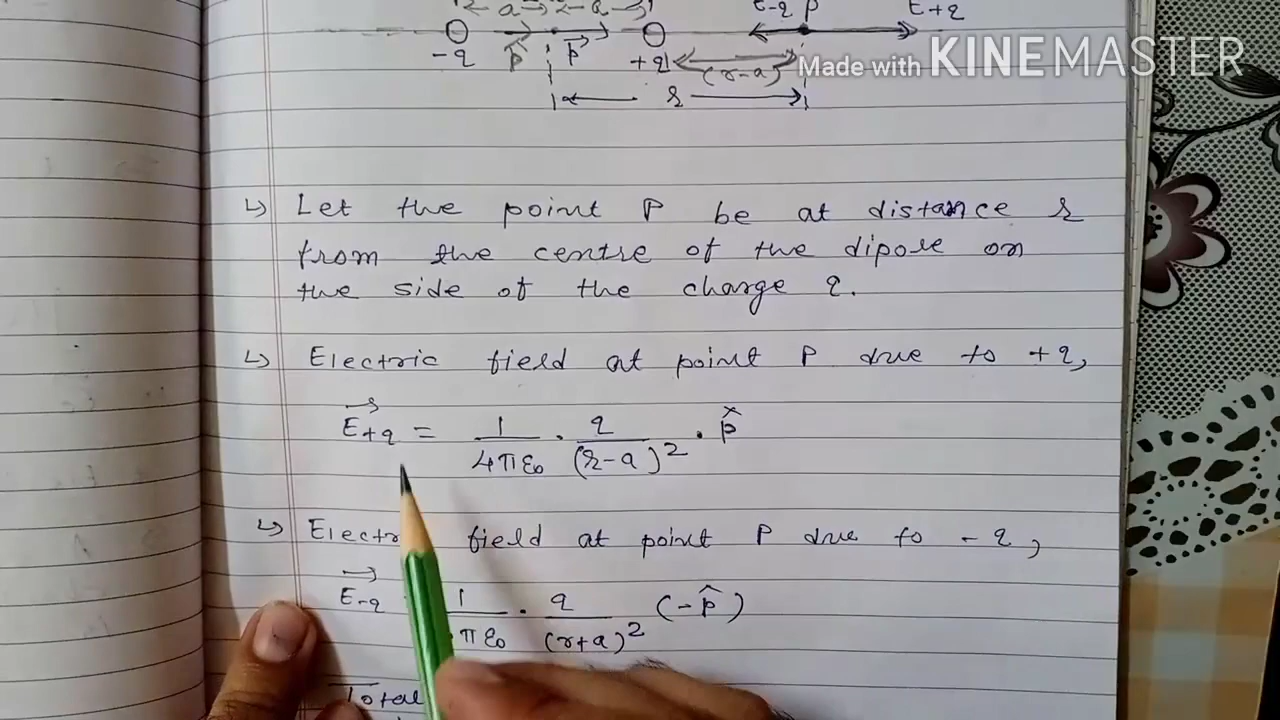 ← a → ← a →
E-q P E+q
-q p̂ p⃗ +q (r-a)
Made with KINEMASTER
r
↳ Let the point P be at distance r
from the centre of the dipole on
the side of the charge q.
↳ Electric field at point P due to +q,
E⃗+q = 1/4πε₀ · q/(r-a)² · p̂
↳ Electr field at point P due to -q,
E⃗-q 1/πε₀ · q/(r+a)² (-p̂)
Total